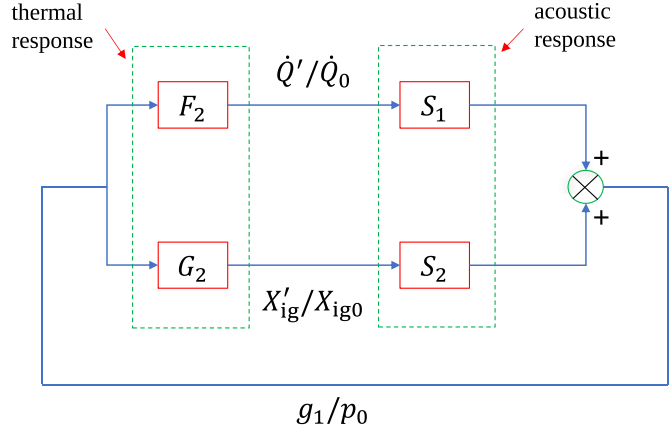 thermal
response
acoustic
response
Q̇′/Q̇₀
F₂
S₁
+
+
G₂
S₂
X′ig/Xig0
g₁/p₀